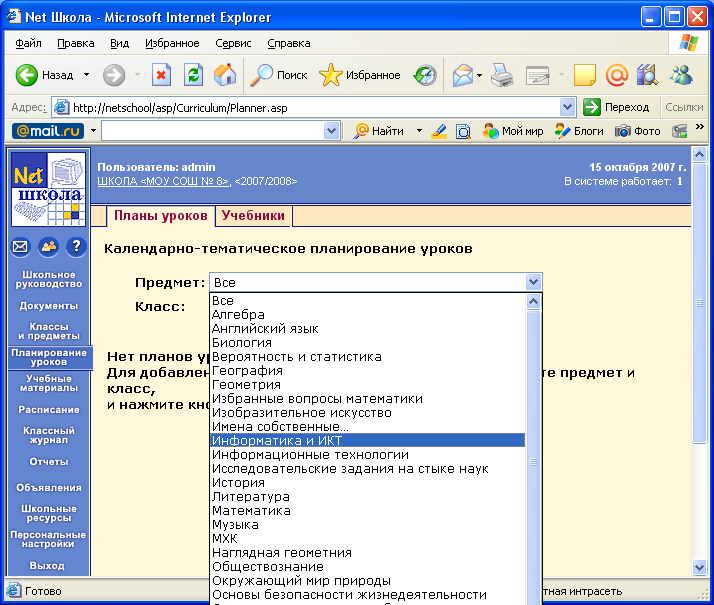 Net Школа - Microsoft Internet Explorer
Файл Правка Вид Избранное Сервис Справка
Назад Поиск Избранное
Адрес: http://netschool/asp/Curriculum/Planner.asp Переход Ссылки
@mail.ru Найти Мой мир Блоги Фото »
Net
школа
Пользователь: admin 15 октября 2007 г.
ШКОЛА <МОУ СОШ № 8>, <2007/2008> В системе работает: 1
Планы уроков Учебники
?
Школьное
руководство
Документы
Классы
и предметы
Планирование
уроков
Учебные
материалы
Расписание
Классный
журнал
Отчеты
Объявления
Школьные
ресурсы
Персональные
настройки
Выход
Календарно-тематическое планирование уроков
Предмет: Все
Класс:
Нет планов
Для добавлен те предмет и
класс,
и нажмите
Все
Алгебра
Английский язык
Биология
Вероятность и статистика
География
Геометрия
Избранные вопросы математики
Изобразительное искусство
Имена собственные...
Информатика и ИКТ
Информационные технологии
Исследовательские задания на стыке наук
История
Литература
Математика
Музыка
МХК
Наглядная геометния
Обществознание
Окружающий мир природы
Основы безопасности жизнедеятельности
Готово тная интрасеть